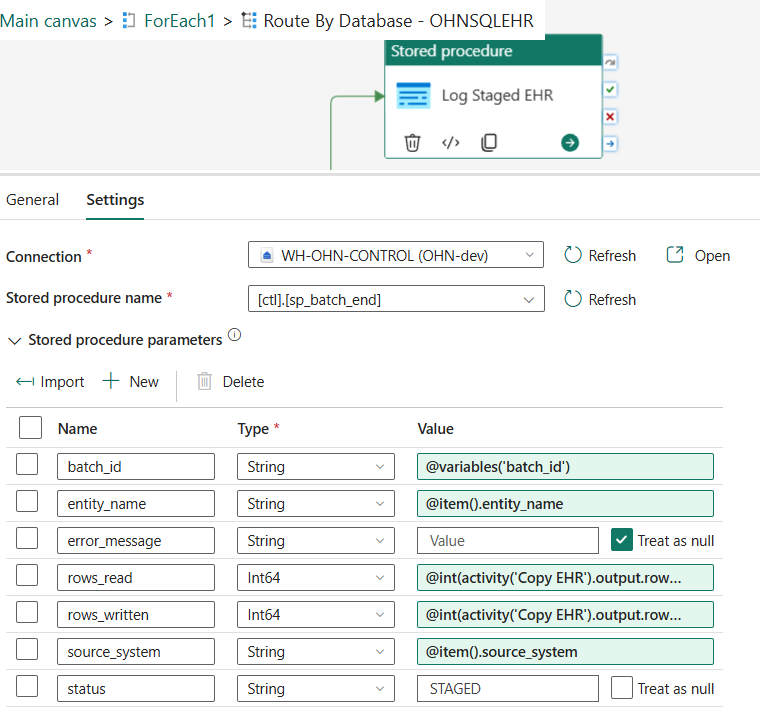 Main canvas > ForEach1 > Route By Database - OHNSQLEHR
Stored procedure
Log Staged EHR
General Settings
Connection * WH-OHN-CONTROL (OHN-dev) Refresh Open
Stored procedure name * [ctl].[sp_batch_end] Refresh
Stored procedure parameters
Import New Delete
Name Type * Value
batch_id String @variables('batch_id')
entity_name String @item().entity_name
error_message String Value Treat as null
rows_read Int64 @int(activity('Copy EHR').output.row...
rows_written Int64 @int(activity('Copy EHR').output.row...
source_system String @item().source_system
status String STAGED Treat as null